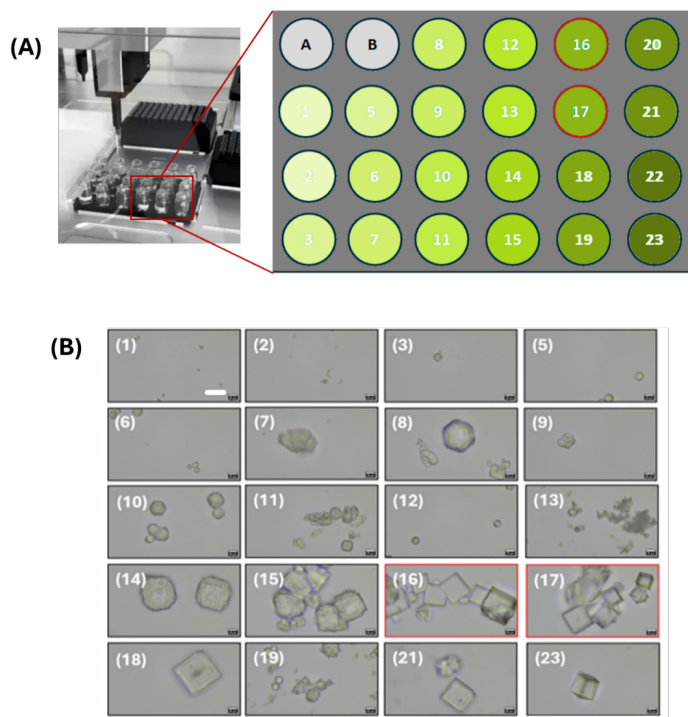 (A)
A B 8 12 16 20
1 5 9 13 17 21
2 6 10 14 18 22
3 7 11 15 19 23
(B)
(1) (2) (3) (5)
(6) (7) (8) (9)
(10) (11) (12) (13)
(14) (15) (16) (17)
(18) (19) (21) (23)